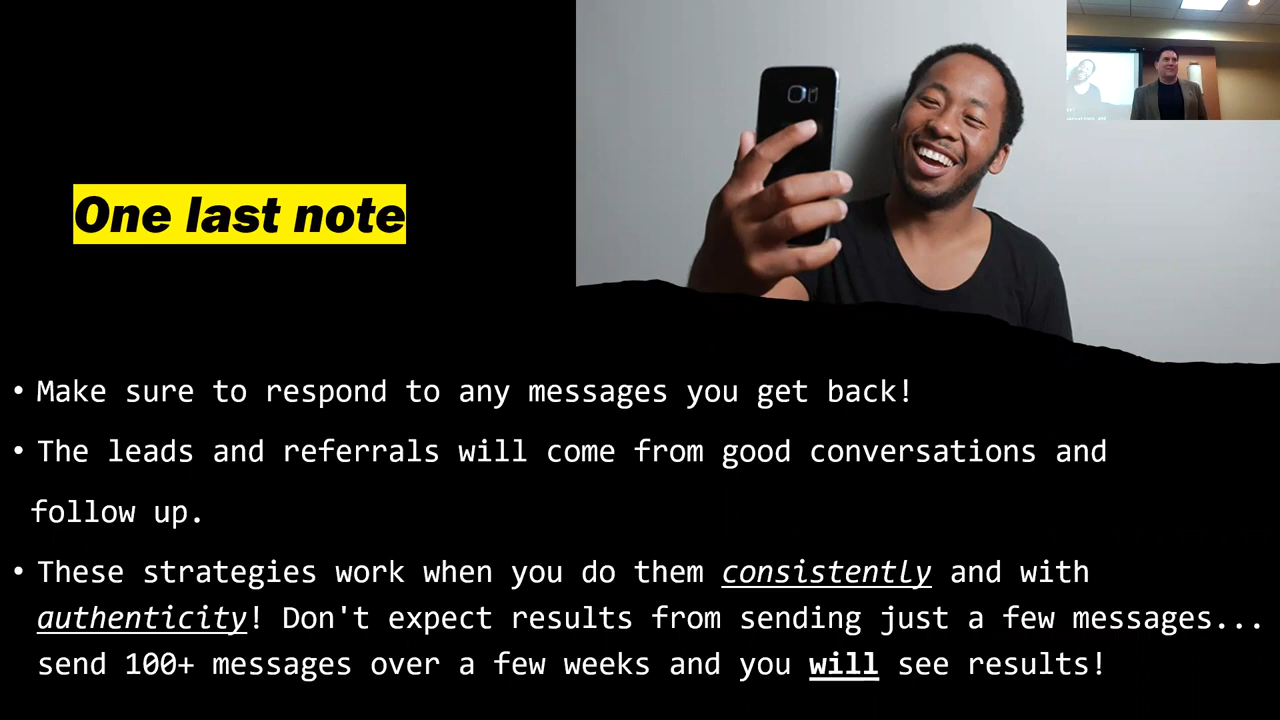 One last note
• Make sure to respond to any messages you get back!
• The leads and referrals will come from good conversations and
follow up.
• These strategies work when you do them consistently and with
authenticity! Don't expect results from sending just a few messages...
send 100+ messages over a few weeks and you will see results!